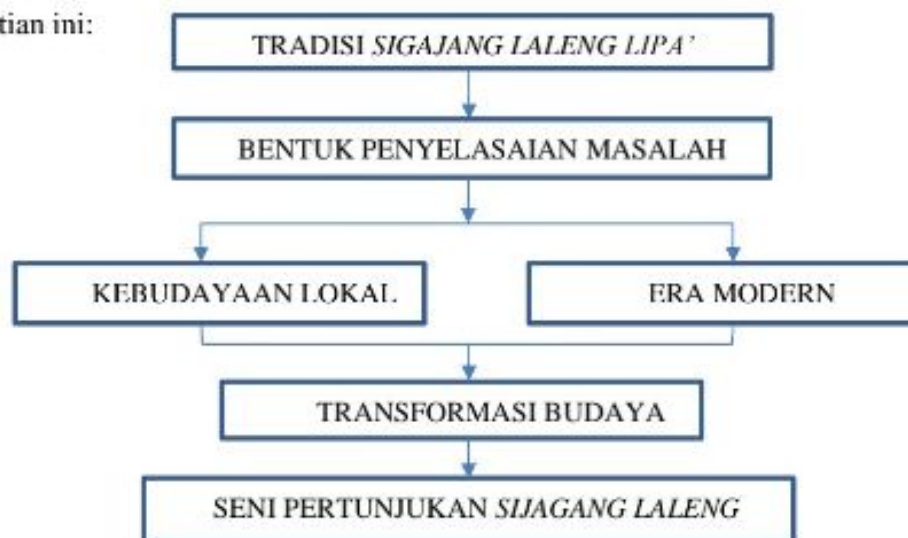 tian ini:
TRADISI SIGAJANG LALENG LIPA'
BENTUK PENYELASAIAN MASALAH
KEBUDAYAAN LOKAL
ERA MODERN
TRANSFORMASI BUDAYA
SENI PERTUNJUKAN SIJAGANG LALENG